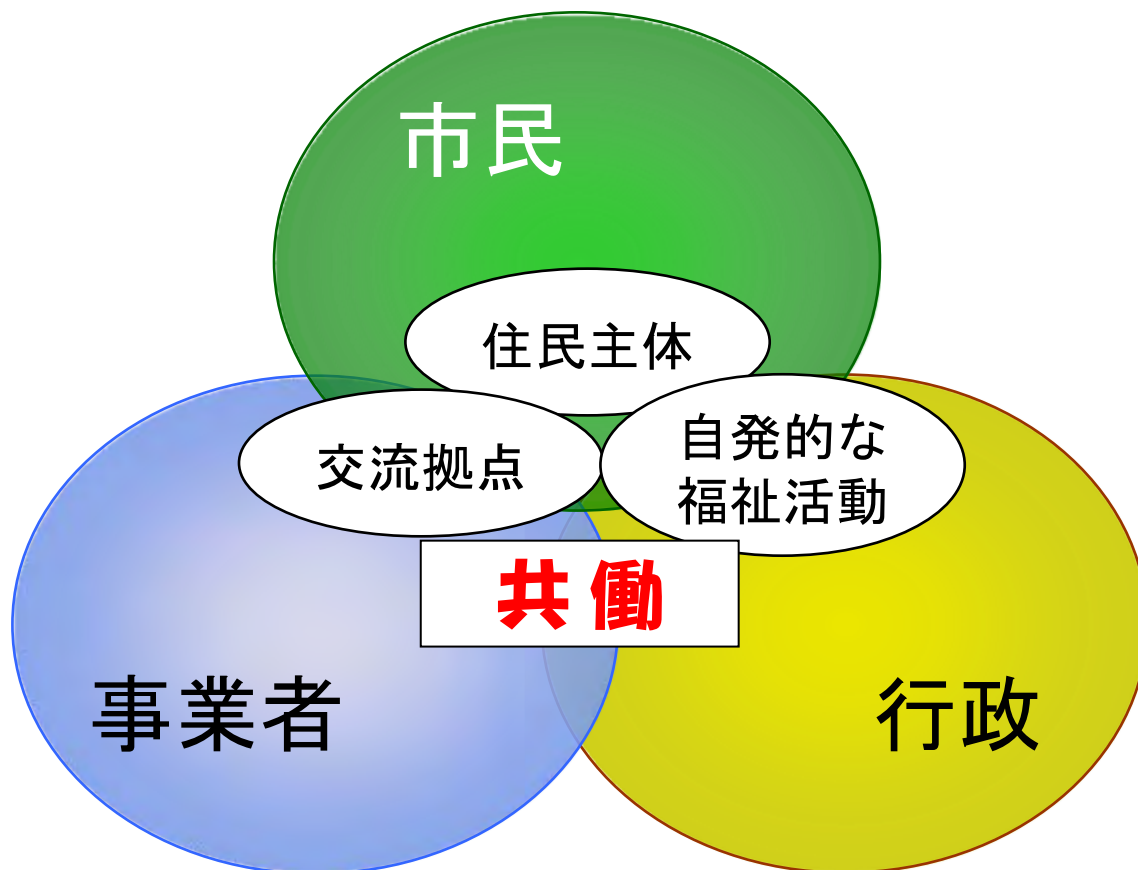 市民
住民主体
交流拠点
自発的な
福祉活動
共働
事業者
行政